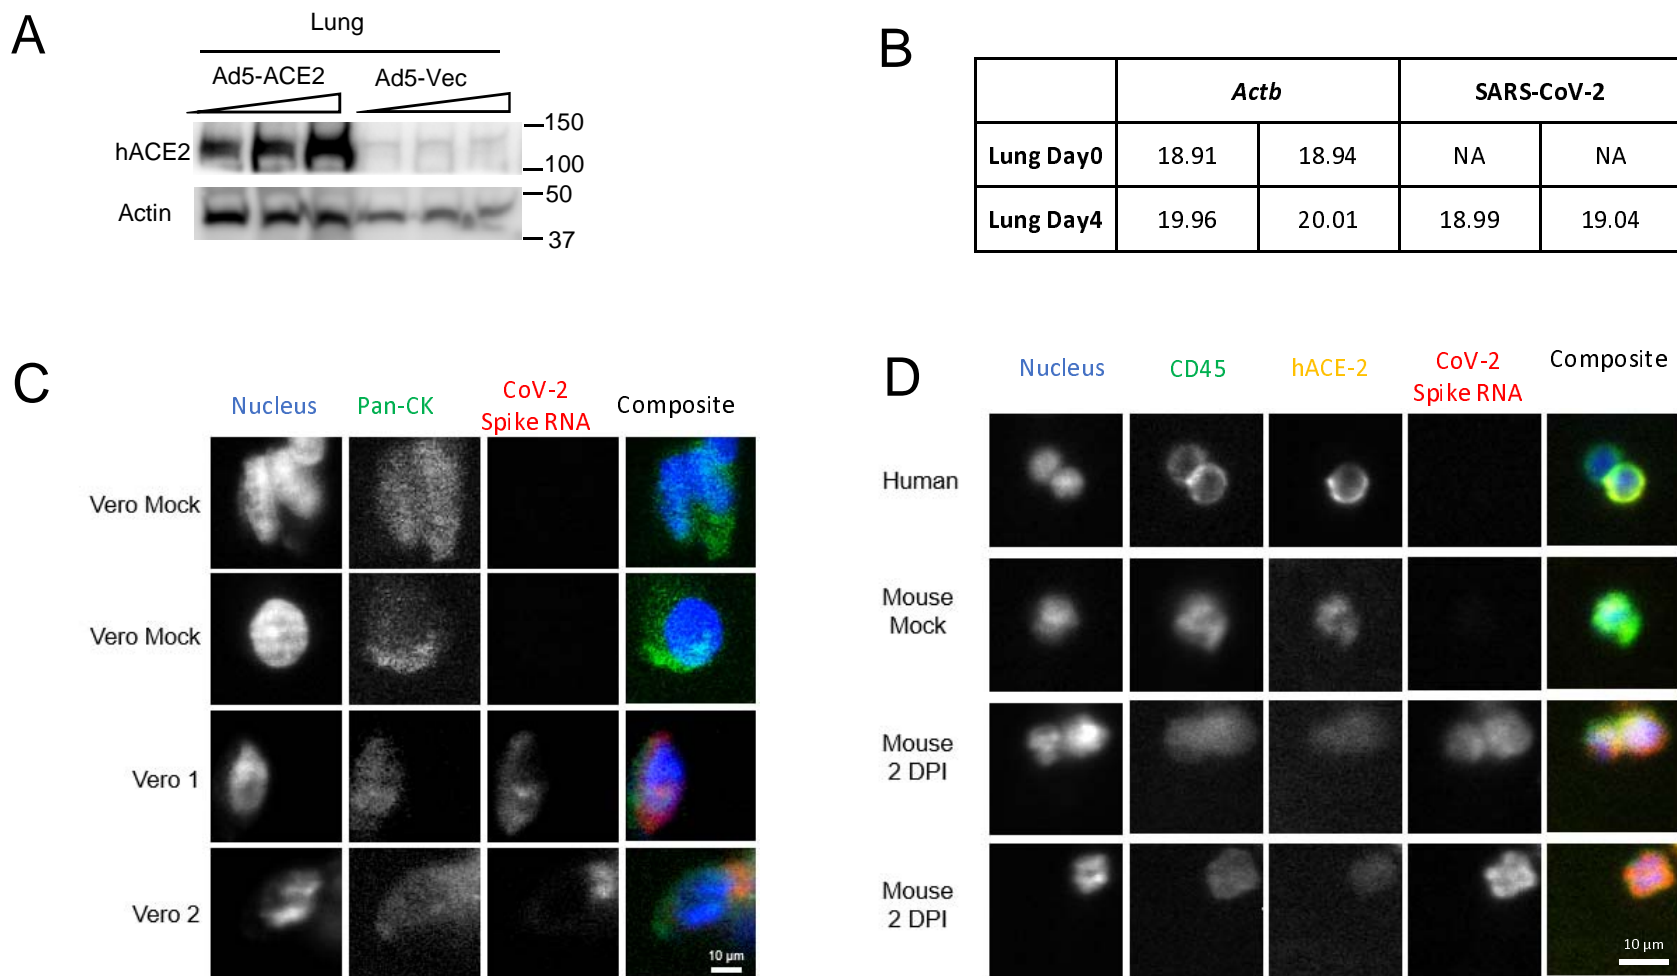 A
Lung
Ad5-ACE2 Ad5-Vec
hACE2
150
100
Actin
50
37
B
Actb SARS-CoV-2
Lung Day0 18.91 18.94 NA NA
Lung Day4 19.96 20.01 18.99 19.04
C
Nucleus Pan-CK CoV-2 Spike RNA Composite
Vero Mock
Vero Mock
Vero 1
Vero 2
10 µm
D
Nucleus CD45 hACE-2 CoV-2 Spike RNA Composite
Human
Mouse
Mock
Mouse
2 DPI
Mouse
2 DPI
10 µm